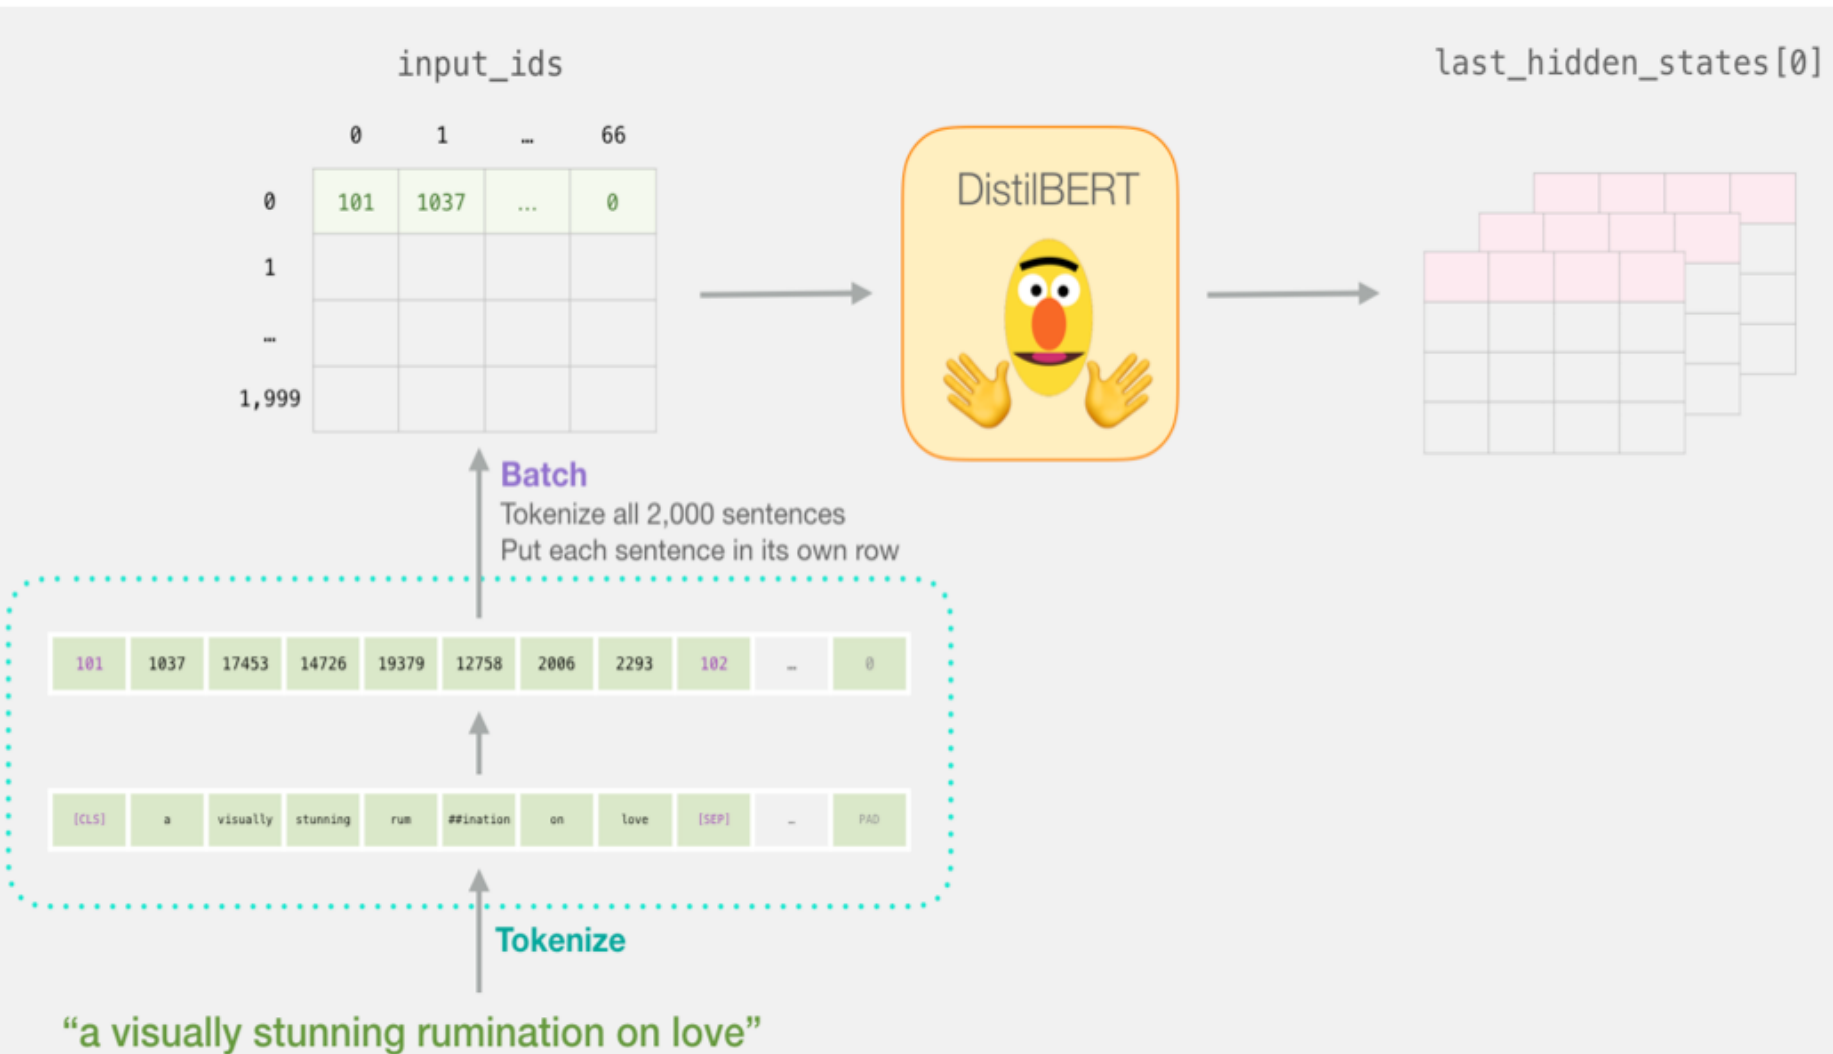 input_ids
last_hidden_states[0]
0 1 … 66
0 101 1037 … 0
1
…
1,999
DistilBERT
Batch
Tokenize all 2,000 sentences
Put each sentence in its own row
101 1037 17453 14726 19379 12758 2006 2293 102 … 0
[CLS] a visually stunning rum ##ination on love [SEP] … PAD
Tokenize
“a visually stunning rumination on love”